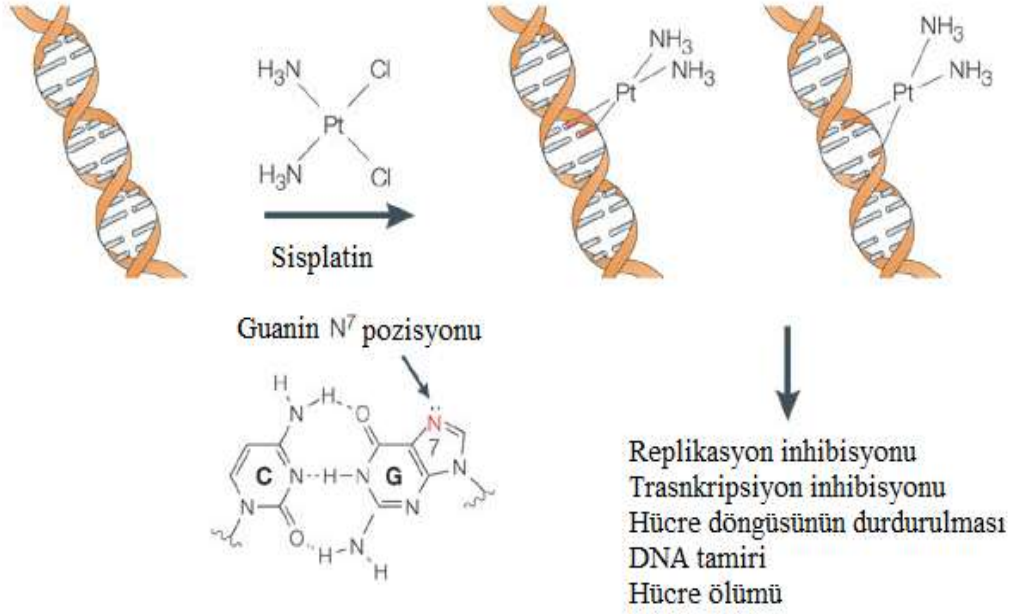 H₃N
Cl
Pt
H₃N
Cl
Sisplatin
NH₃
NH₃
Pt
NH₃
NH₃
Pt
Guanin N⁷ pozisyonu
H
H
N
O
N
7
C
N
H
N
G
N
N
O
N
H
N
H
Replikasyon inhibisyonu
Trasnkripsiyon inhibisyonu
Hücre döngüsünün durdurulması
DNA tamiri
Hücre ölümü